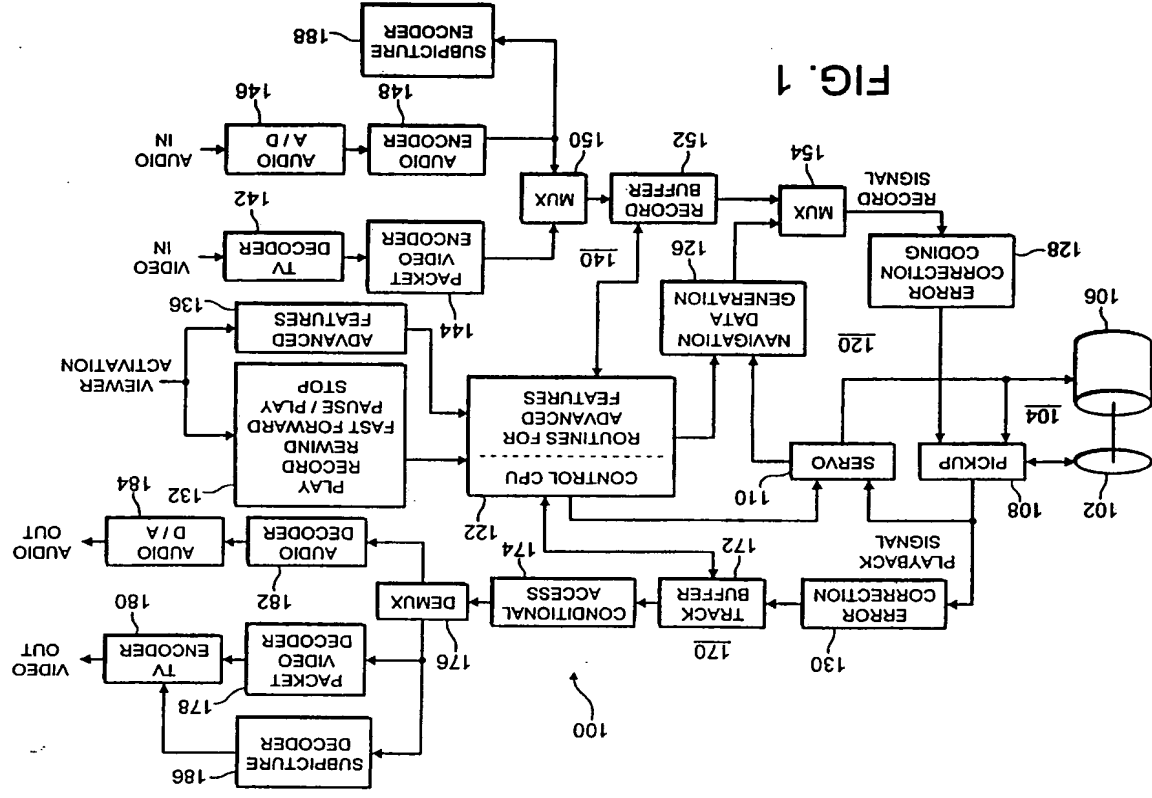 100
SUBPICTURE
DECODER
186
PACKET
VIDEO
DECODER
178
TV
ENCODER
180
VIDEO
OUT
ERROR
CORRECTION
130
170
TRACK
BUFFER
172
CONDITIONAL
ACCESS
174
DEMUX
176
AUDIO
DECODER
182
AUDIO
D / A
184
AUDIO
OUT
PLAYBACK
SIGNAL
102
PICKUP
108
SERVO
110
CONTROL CPU
ROUTINES FOR
ADVANCED
FEATURES
122
PLAY
RECORD
REWIND
FAST FORWARD
PAUSE / PLAY
STOP
132
VIEWER
ACTIVATION
104
106
120
ERROR
CORRECTION
CODING
128
NAVIGATION
DATA
GENERATION
126
140
ADVANCED
FEATURES
136
PACKET
VIDEO
ENCODER
144
TV
DECODER
142
VIDEO
IN
RECORD
SIGNAL
MUX
154
RECORD
BUFFER
152
MUX
150
AUDIO
ENCODER
148
AUDIO
A / D
146
AUDIO
IN
SUBPICTURE
ENCODER
188
FIG. 1